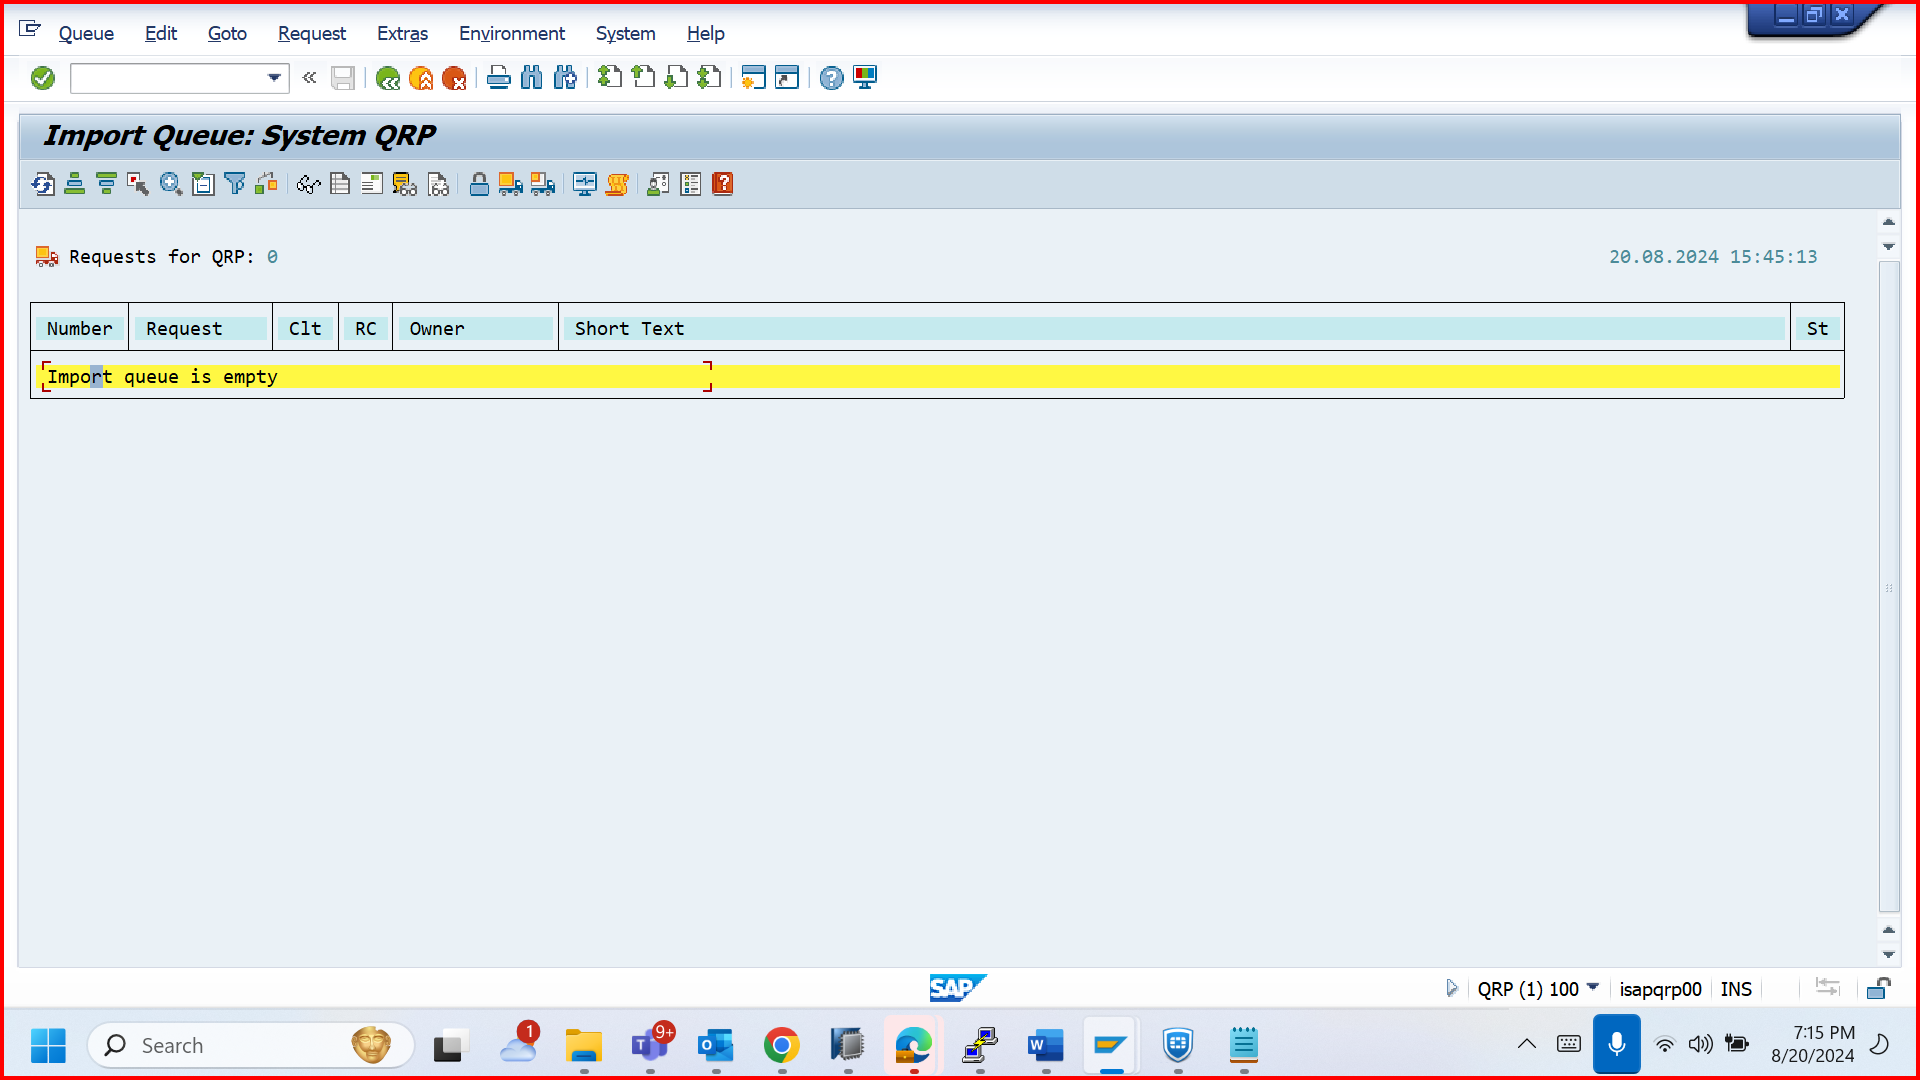 Queue Edit Goto Request Extras Environment System Help
Import Queue: System QRP
Requests for QRP: 0 20.08.2024 15:45:13
Number Request Clt RC Owner Short Text St
Import queue is empty
SAP QRP (1) 100 isapqrp00 INS
Search 1 9+ 7:15 PM
8/20/2024